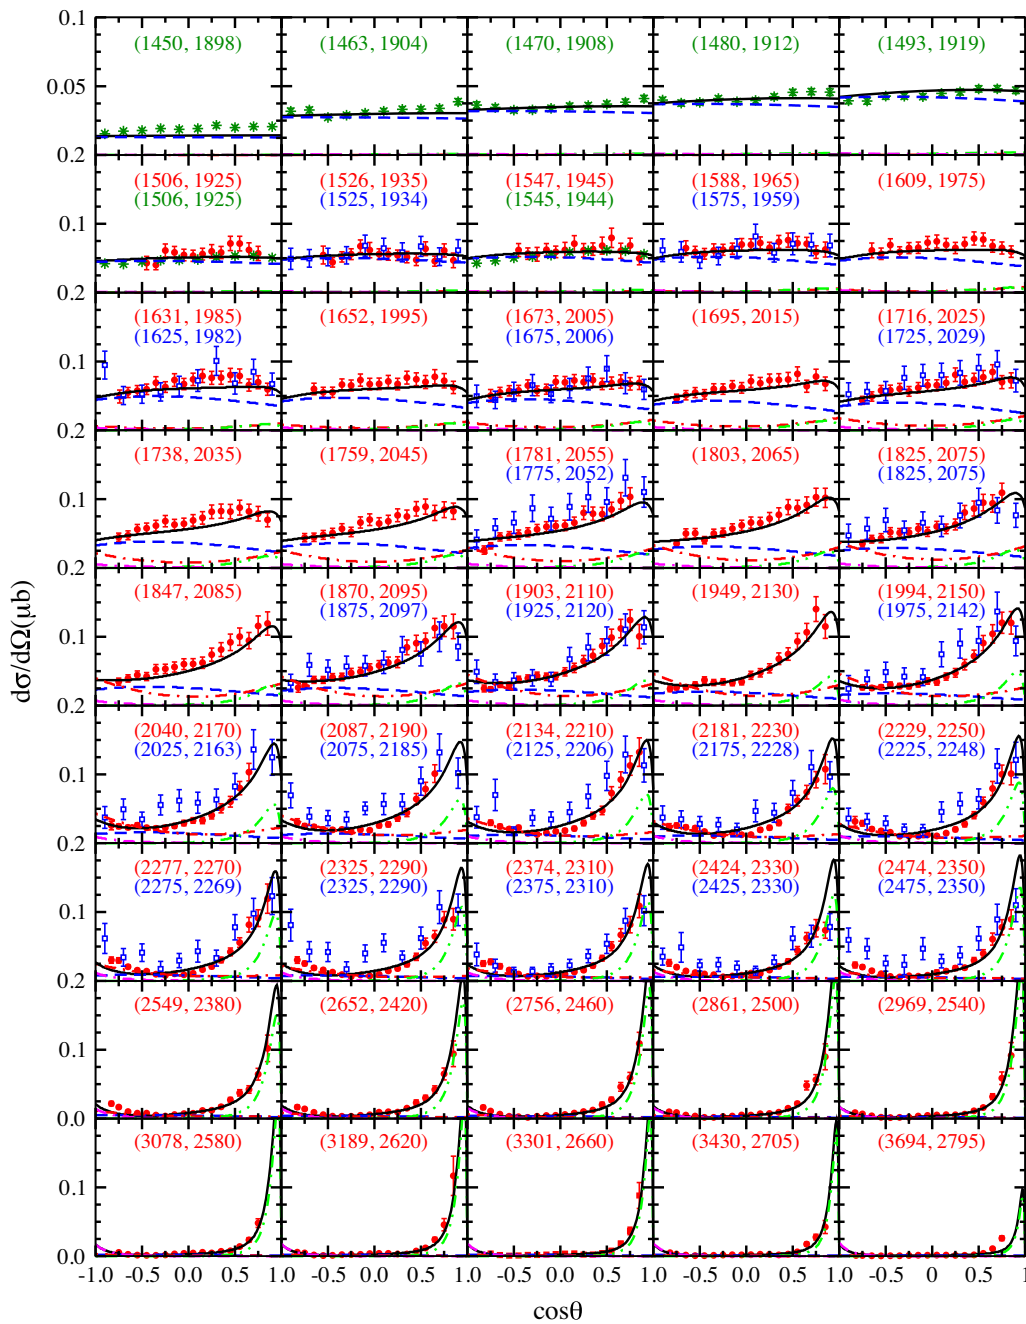 0.1
(1450, 1898) (1463, 1904) (1470, 1908) (1480, 1912) (1493, 1919)
0.05
0.2
(1506, 1925) (1526, 1935) (1547, 1945) (1588, 1965) (1609, 1975)
(1506, 1925) (1525, 1934) (1545, 1944) (1575, 1959)
0.1
0.2
(1631, 1985) (1652, 1995) (1673, 2005) (1695, 2015) (1716, 2025)
(1625, 1982) (1675, 2006) (1725, 2029)
0.1
0.2
(1738, 2035) (1759, 2045) (1781, 2055) (1803, 2065) (1825, 2075)
(1775, 2052) (1825, 2075)
0.1
0.2
(1847, 2085) (1870, 2095) (1903, 2110) (1949, 2130) (1994, 2150)
(1875, 2097) (1925, 2120) (1975, 2142)
0.1
dσ/dΩ(μb)
0.2
(2040, 2170) (2087, 2190) (2134, 2210) (2181, 2230) (2229, 2250)
(2025, 2163) (2075, 2185) (2125, 2206) (2175, 2228) (2225, 2248)
0.1
0.2
(2277, 2270) (2325, 2290) (2374, 2310) (2424, 2330) (2474, 2350)
(2275, 2269) (2325, 2290) (2375, 2310) (2425, 2330) (2475, 2350)
0.1
0.2
(2549, 2380) (2652, 2420) (2756, 2460) (2861, 2500) (2969, 2540)
0.1
0.0
(3078, 2580) (3189, 2620) (3301, 2660) (3430, 2705) (3694, 2795)
0.1
0.0
-1.0 -0.5 0.0 0.5 1.0 -0.5 0.0 0.5 1.0 -0.5 0.0 0.5 1.0 -0.5 0.0 0.5 1.0 -0.5 0 0.5 1
cosθ